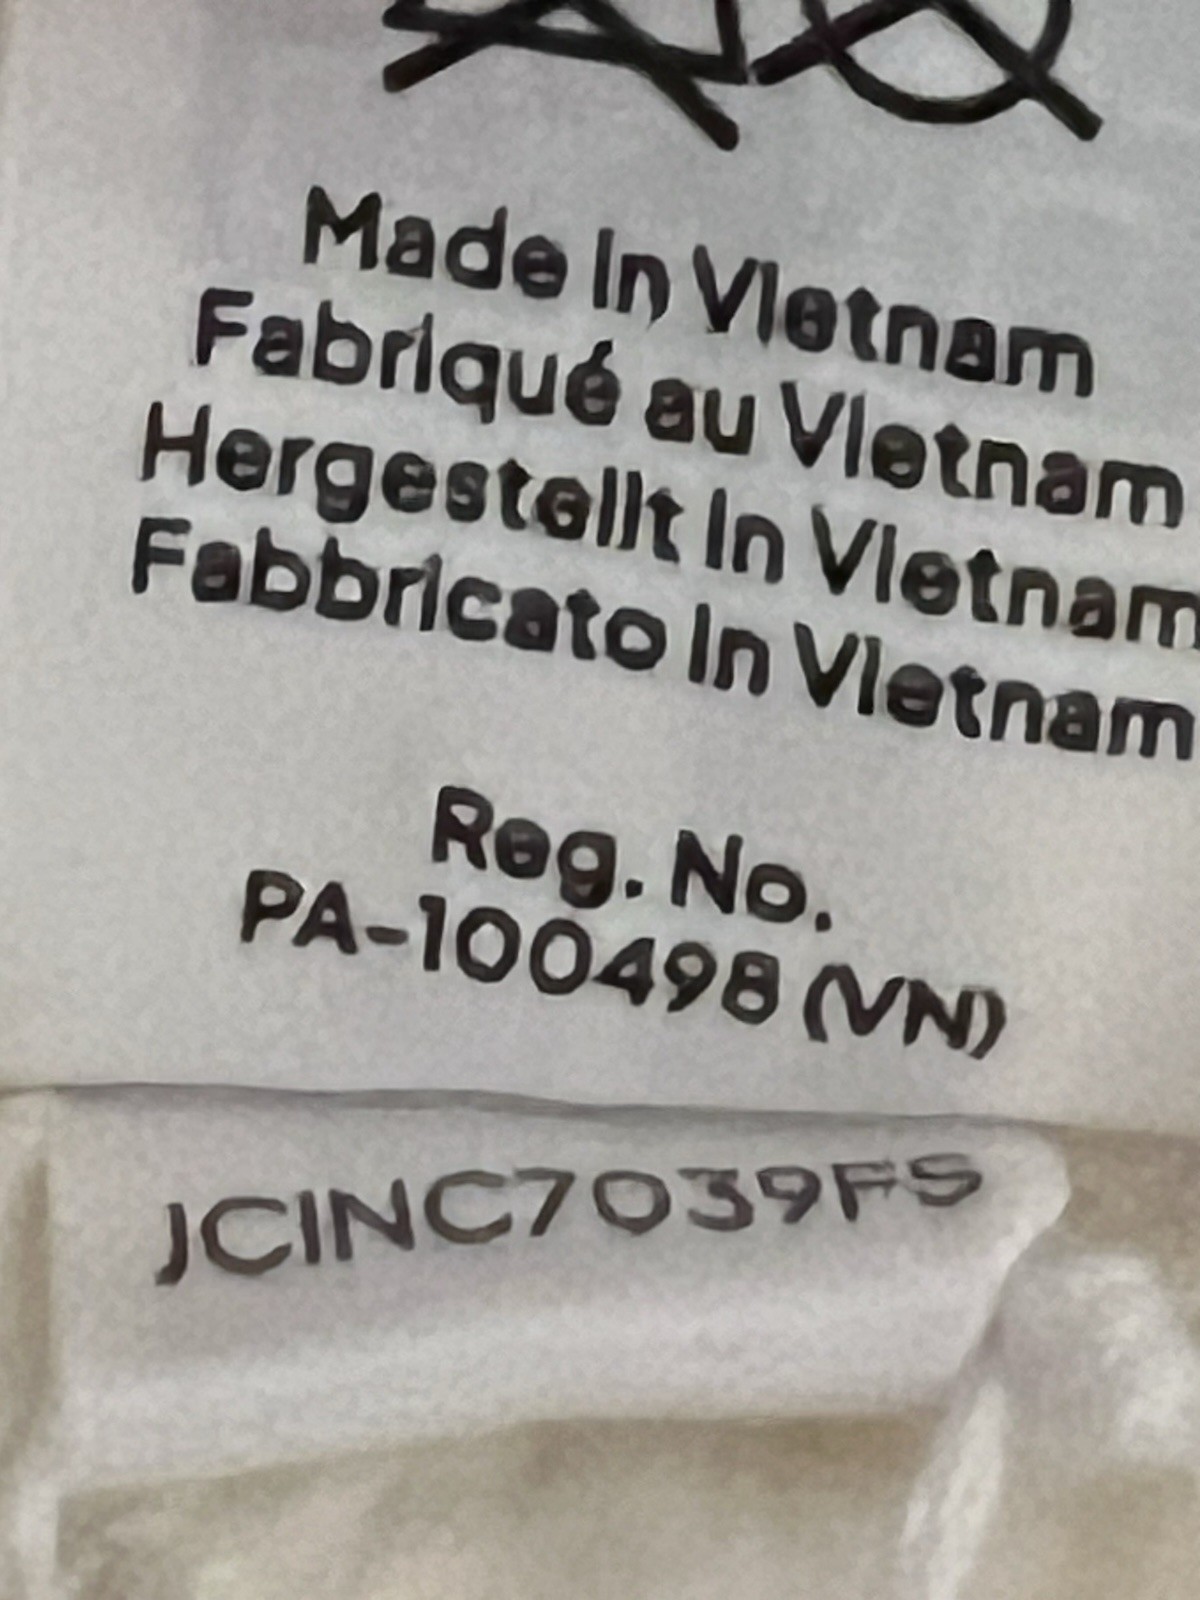 Made in Vietnam
Fabriqué au Vietnam
Hergestellt in Vietnam
Fabbricato in Vietnam
Reg. No.
PA-100498 (VN)
JCINC7039FS